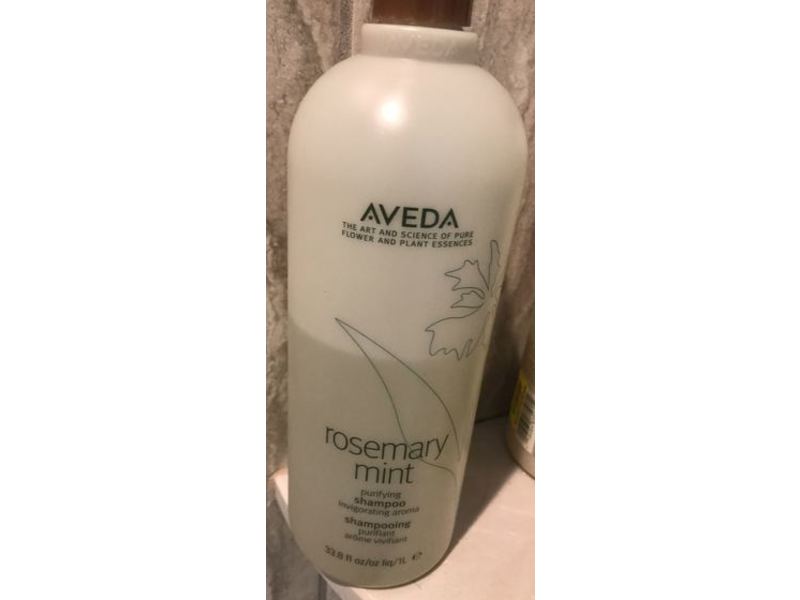 AVEDA
AVEDA
THE ART AND SCIENCE OF PURE
FLOWER AND PLANT ESSENCES
rosemary
mint
purifying
shampoo
invigorating aroma
shampooing
purifiant
arôme vivifiant
33.8 fl oz/oz liq/1L ℮